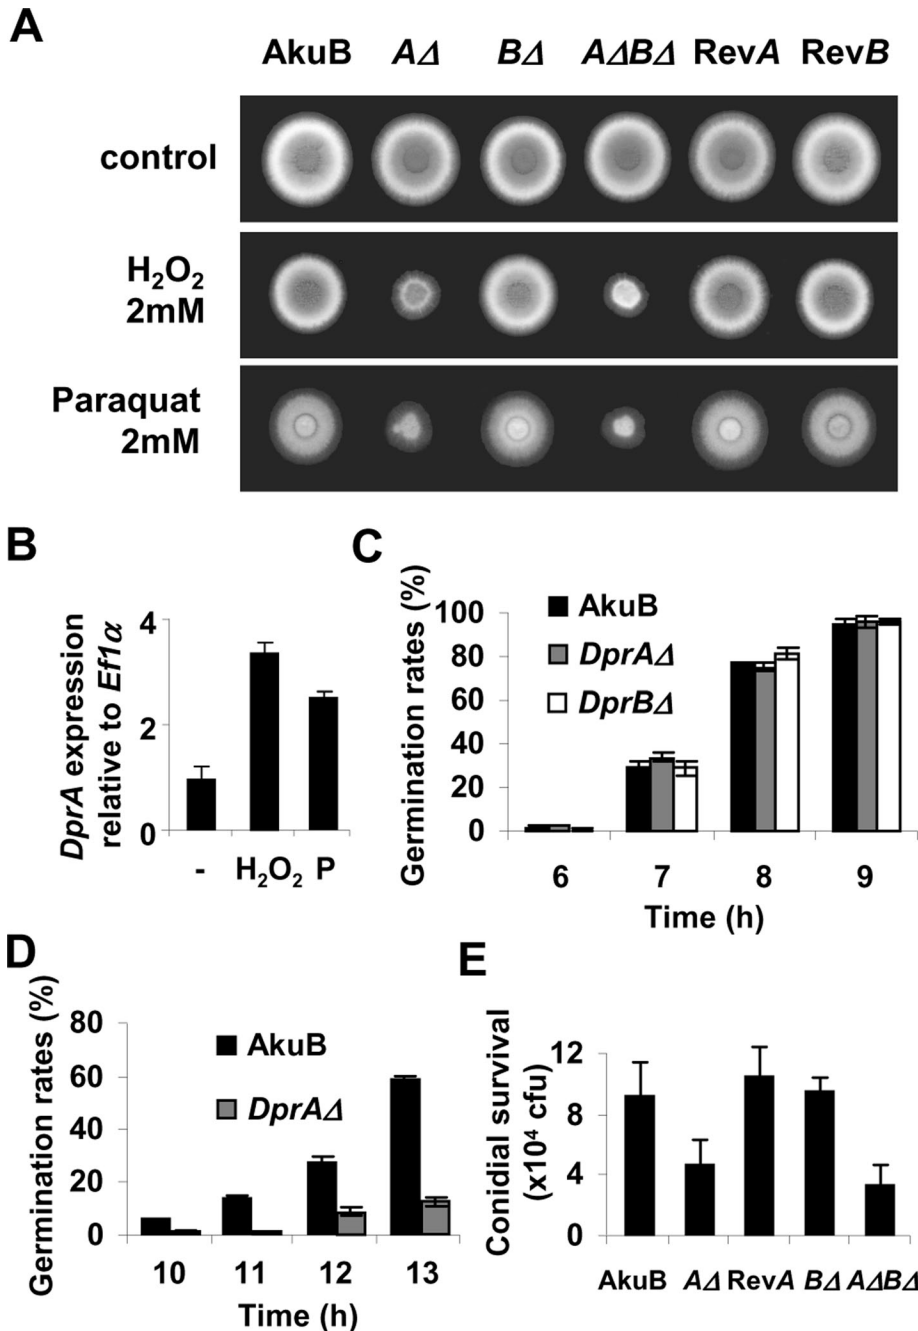 A
AkuB AΔ BΔ AΔBΔ RevA RevB
control
H₂O₂
2mM
Paraquat
2mM
B
DprA expression
relative to Ef1α
4
2
0
- H₂O₂ P
C
Germination rates (%)
100
80
60
40
20
0
AkuB
DprAΔ
DprBΔ
6 7 8 9
Time (h)
D
Germination rates (%)
80
60
40
20
0
AkuB
DprAΔ
10 11 12 13
Time (h)
E
Conidial survival
(x10⁴ cfu)
12
8
4
0
AkuB AΔ RevA BΔ AΔBΔ